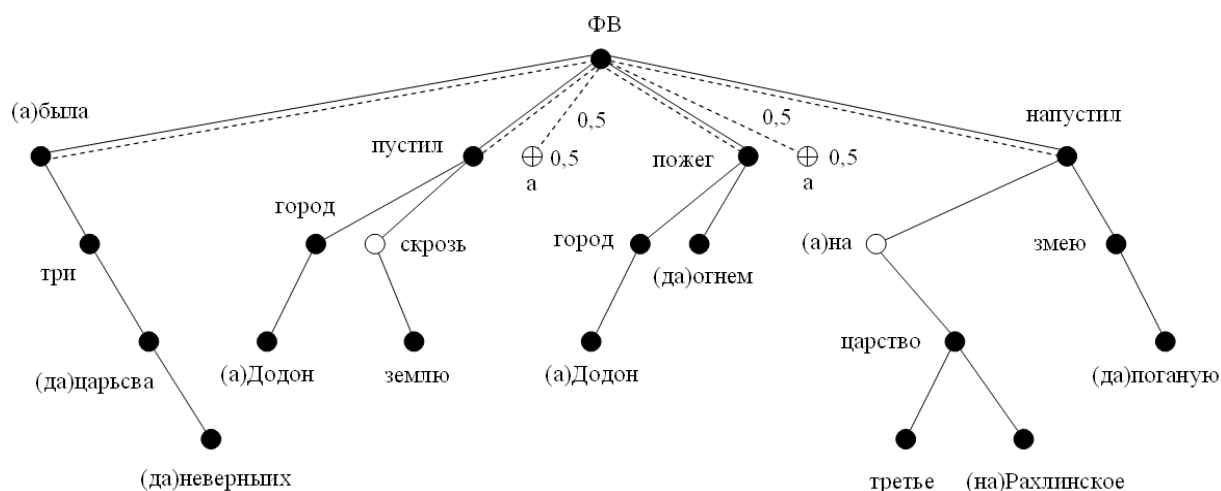 ФВ
(а)была
0,5
0,5
напустил
пустил
0,5
пожег
0,5
а
а
город
скрозь
город
(а)на
змею
три
(да)огнем
царство
(да)царьсва
(а)Додон
землю
(а)Додон
(да)поганую
(да)неверныих
третье
(на)Рахлинское